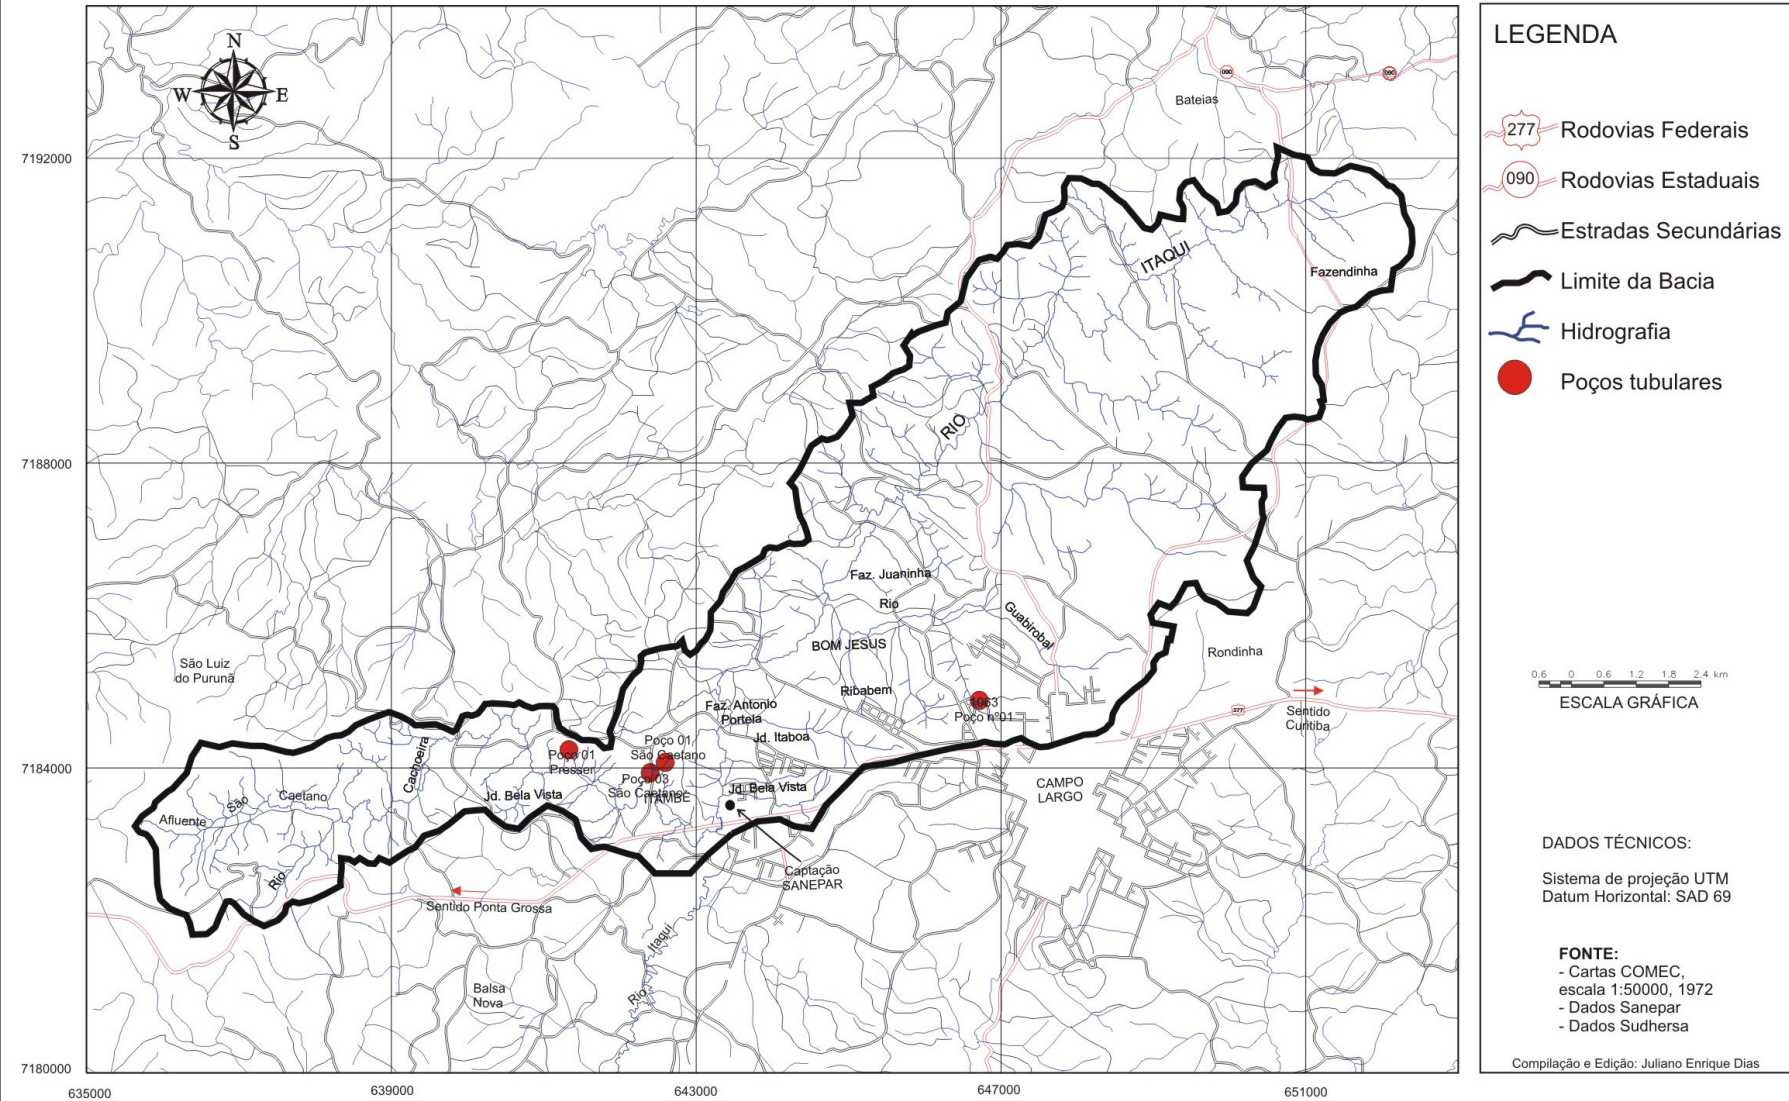 N
W
E
S
7192000
7188000
7184000
7180000
635000
639000
643000
647000
651000
090
090
Bateias
ITAQUI
Fazendinha
RIO
Faz. Juaninha
Rio
Guabirobal
BOM JESUS
Rondinha
São Luiz
do Purunã
Ribabem
1063
Poço nº01
Faz. Antonio
Portela
377
Sentido
Curitiba
Jd. Itaboa
Poço 01
São Caetano
Poço 01
Presser
Cachoeira
Poço 03
São Caetano
ITAMBÉ
Jd. Bela Vista
Jd. Bela Vista
CAMPO
LARGO
São
Caetano
Afluente
Rio
Captação
SANEPAR
Sentido Ponta Grossa
Itaqui
Rio
Balsa
Nova
LEGENDA
277 Rodovias Federais
090 Rodovias Estaduais
Estradas Secundárias
Limite da Bacia
Hidrografia
Poços tubulares
0.6 0 0.6 1.2 1.8 2.4 km
ESCALA GRÁFICA
DADOS TÉCNICOS:
Sistema de projeção UTM
Datum Horizontal: SAD 69
FONTE:
- Cartas COMEC,
escala 1:50000, 1972
- Dados Sanepar
- Dados Sudhersa
Compilação e Edição: Juliano Enrique Dias